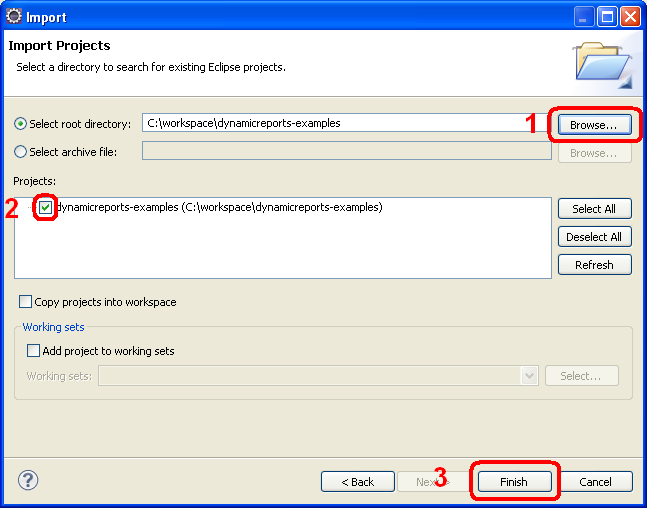 Import
Import Projects
Select a directory to search for existing Eclipse projects.
Select root directory: C:\workspace\dynamicreports-examples 1 Browse...
Select archive file: Browse...
Projects:
2 dynamicreports-examples (C:\workspace\dynamicreports-examples)
Select All
Deselect All
Refresh
Copy projects into workspace
Working sets
Add project to working sets
Working sets: Select...
? < Back Next > 3 Finish Cancel